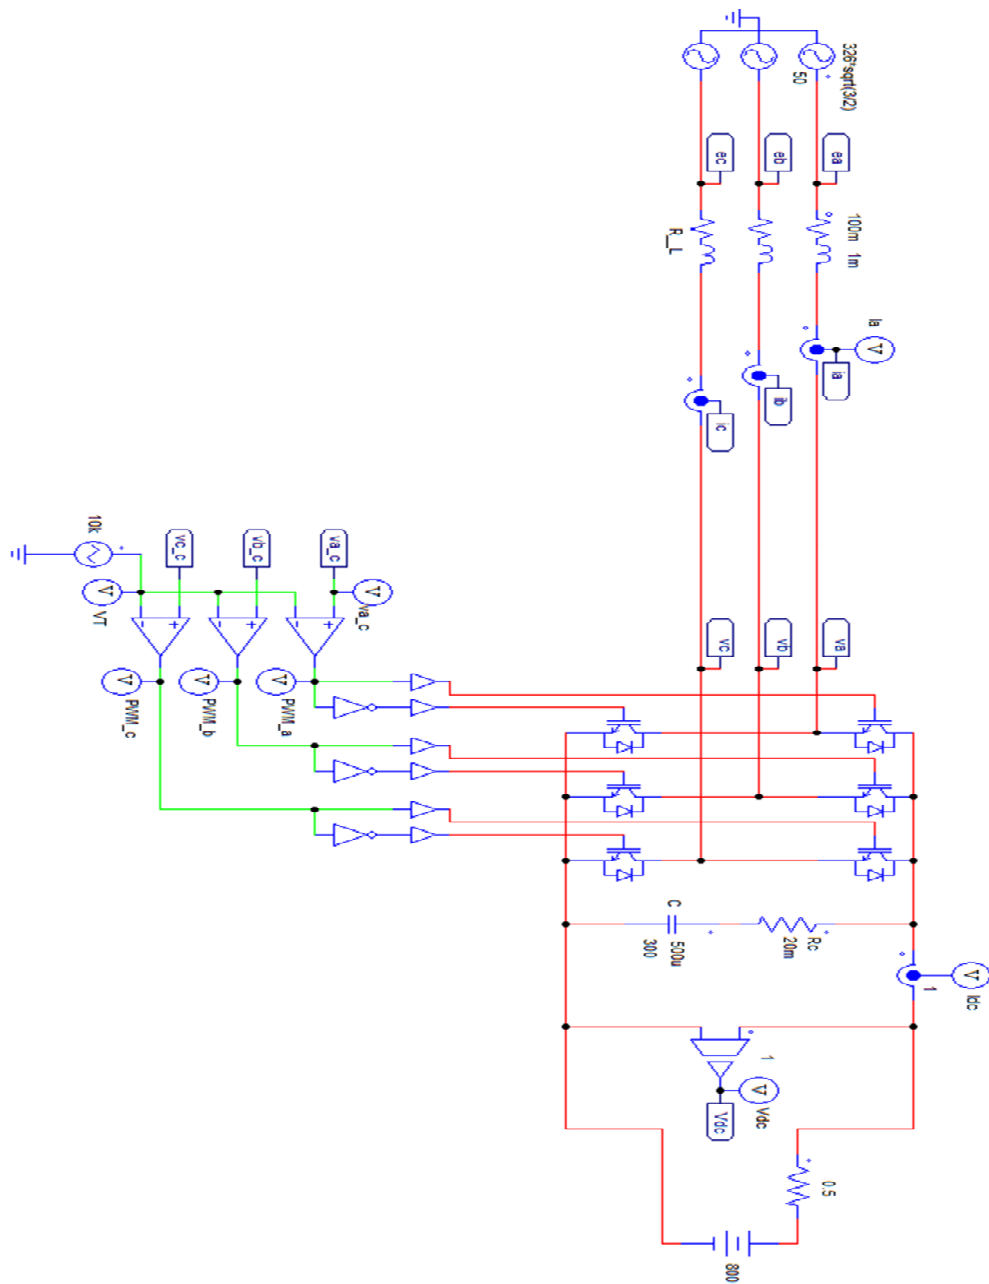 326*sqrt(3/2)
50
ea
eb
ec
100m 1m
R_L
Ia
V
ia
ib
ic
10k
vc_c
vb_c
va_c
V
VT
V
va_c
+
-
+
-
+
-
V
PWM_c
V
PWM_b
V
PWM_a
va
vb
vc
C
500u
300
Rc
20m
V
Idc
1
1
V
Vdc
Vdc
0.5
800